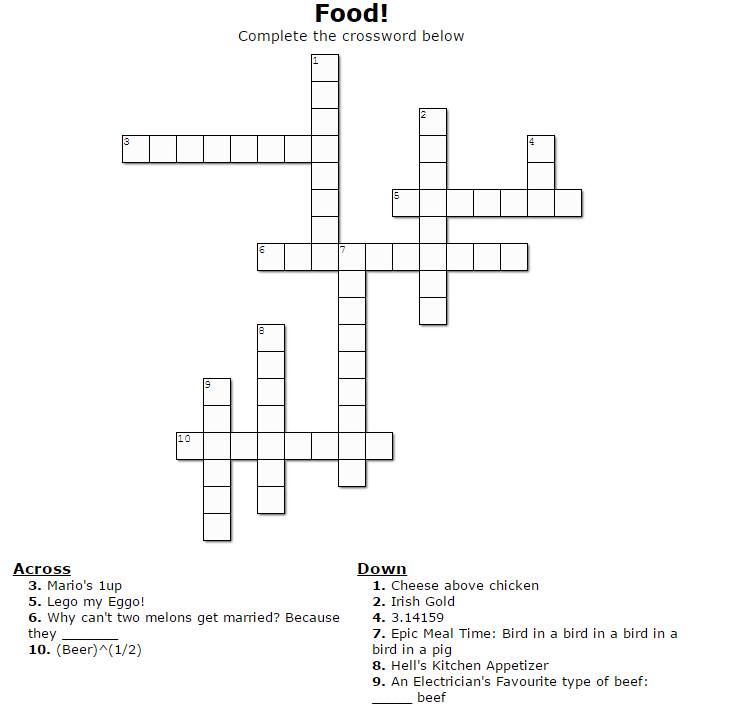 Food!
Complete the crossword below
1
2
3
4
5
6
7
8
9
10
Across
3. Mario's 1up
5. Lego my Eggo!
6. Why can't two melons get married? Because
they _______
10. (Beer)^(1/2)
Down
1. Cheese above chicken
2. Irish Gold
4. 3.14159
7. Epic Meal Time: Bird in a bird in a bird in a
bird in a pig
8. Hell's Kitchen Appetizer
9. An Electrician's Favourite type of beef:
_____ beef